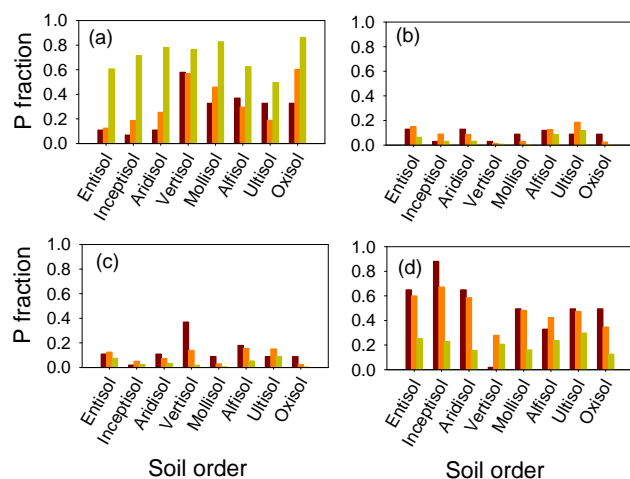 (a)
P fraction
1.0
0.8
0.6
0.4
0.2
0.0
Entisol
Inceptisol
Aridisol
Vertisol
Mollisol
Alfisol
Ultisol
Oxisol
(b)
1.0
0.8
0.6
0.4
0.2
0.0
Entisol
Inceptisol
Aridisol
Vertisol
Mollisol
Alfisol
Ultisol
Oxisol
(c)
P fraction
1.0
0.8
0.6
0.4
0.2
0.0
Entisol
Inceptisol
Aridisol
Vertisol
Mollisol
Alfisol
Ultisol
Oxisol
Soil order
(d)
1.0
0.8
0.6
0.4
0.2
0.0
Entisol
Inceptisol
Aridisol
Vertisol
Mollisol
Alfisol
Ultisol
Oxisol
Soil order